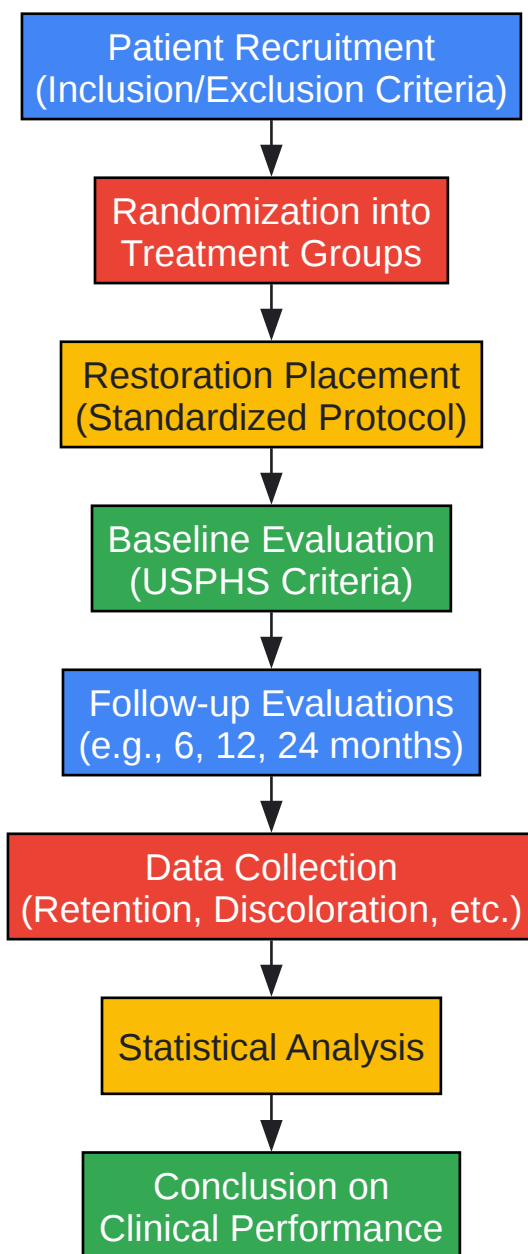 Patient Recruitment
(Inclusion/Exclusion Criteria)
Randomization into
Treatment Groups
Restoration Placement
(Standardized Protocol)
Baseline Evaluation
(USPHS Criteria)
Follow-up Evaluations
(e.g., 6, 12, 24 months)
Data Collection
(Retention, Discoloration, etc.)
Statistical Analysis
Conclusion on
Clinical Performance